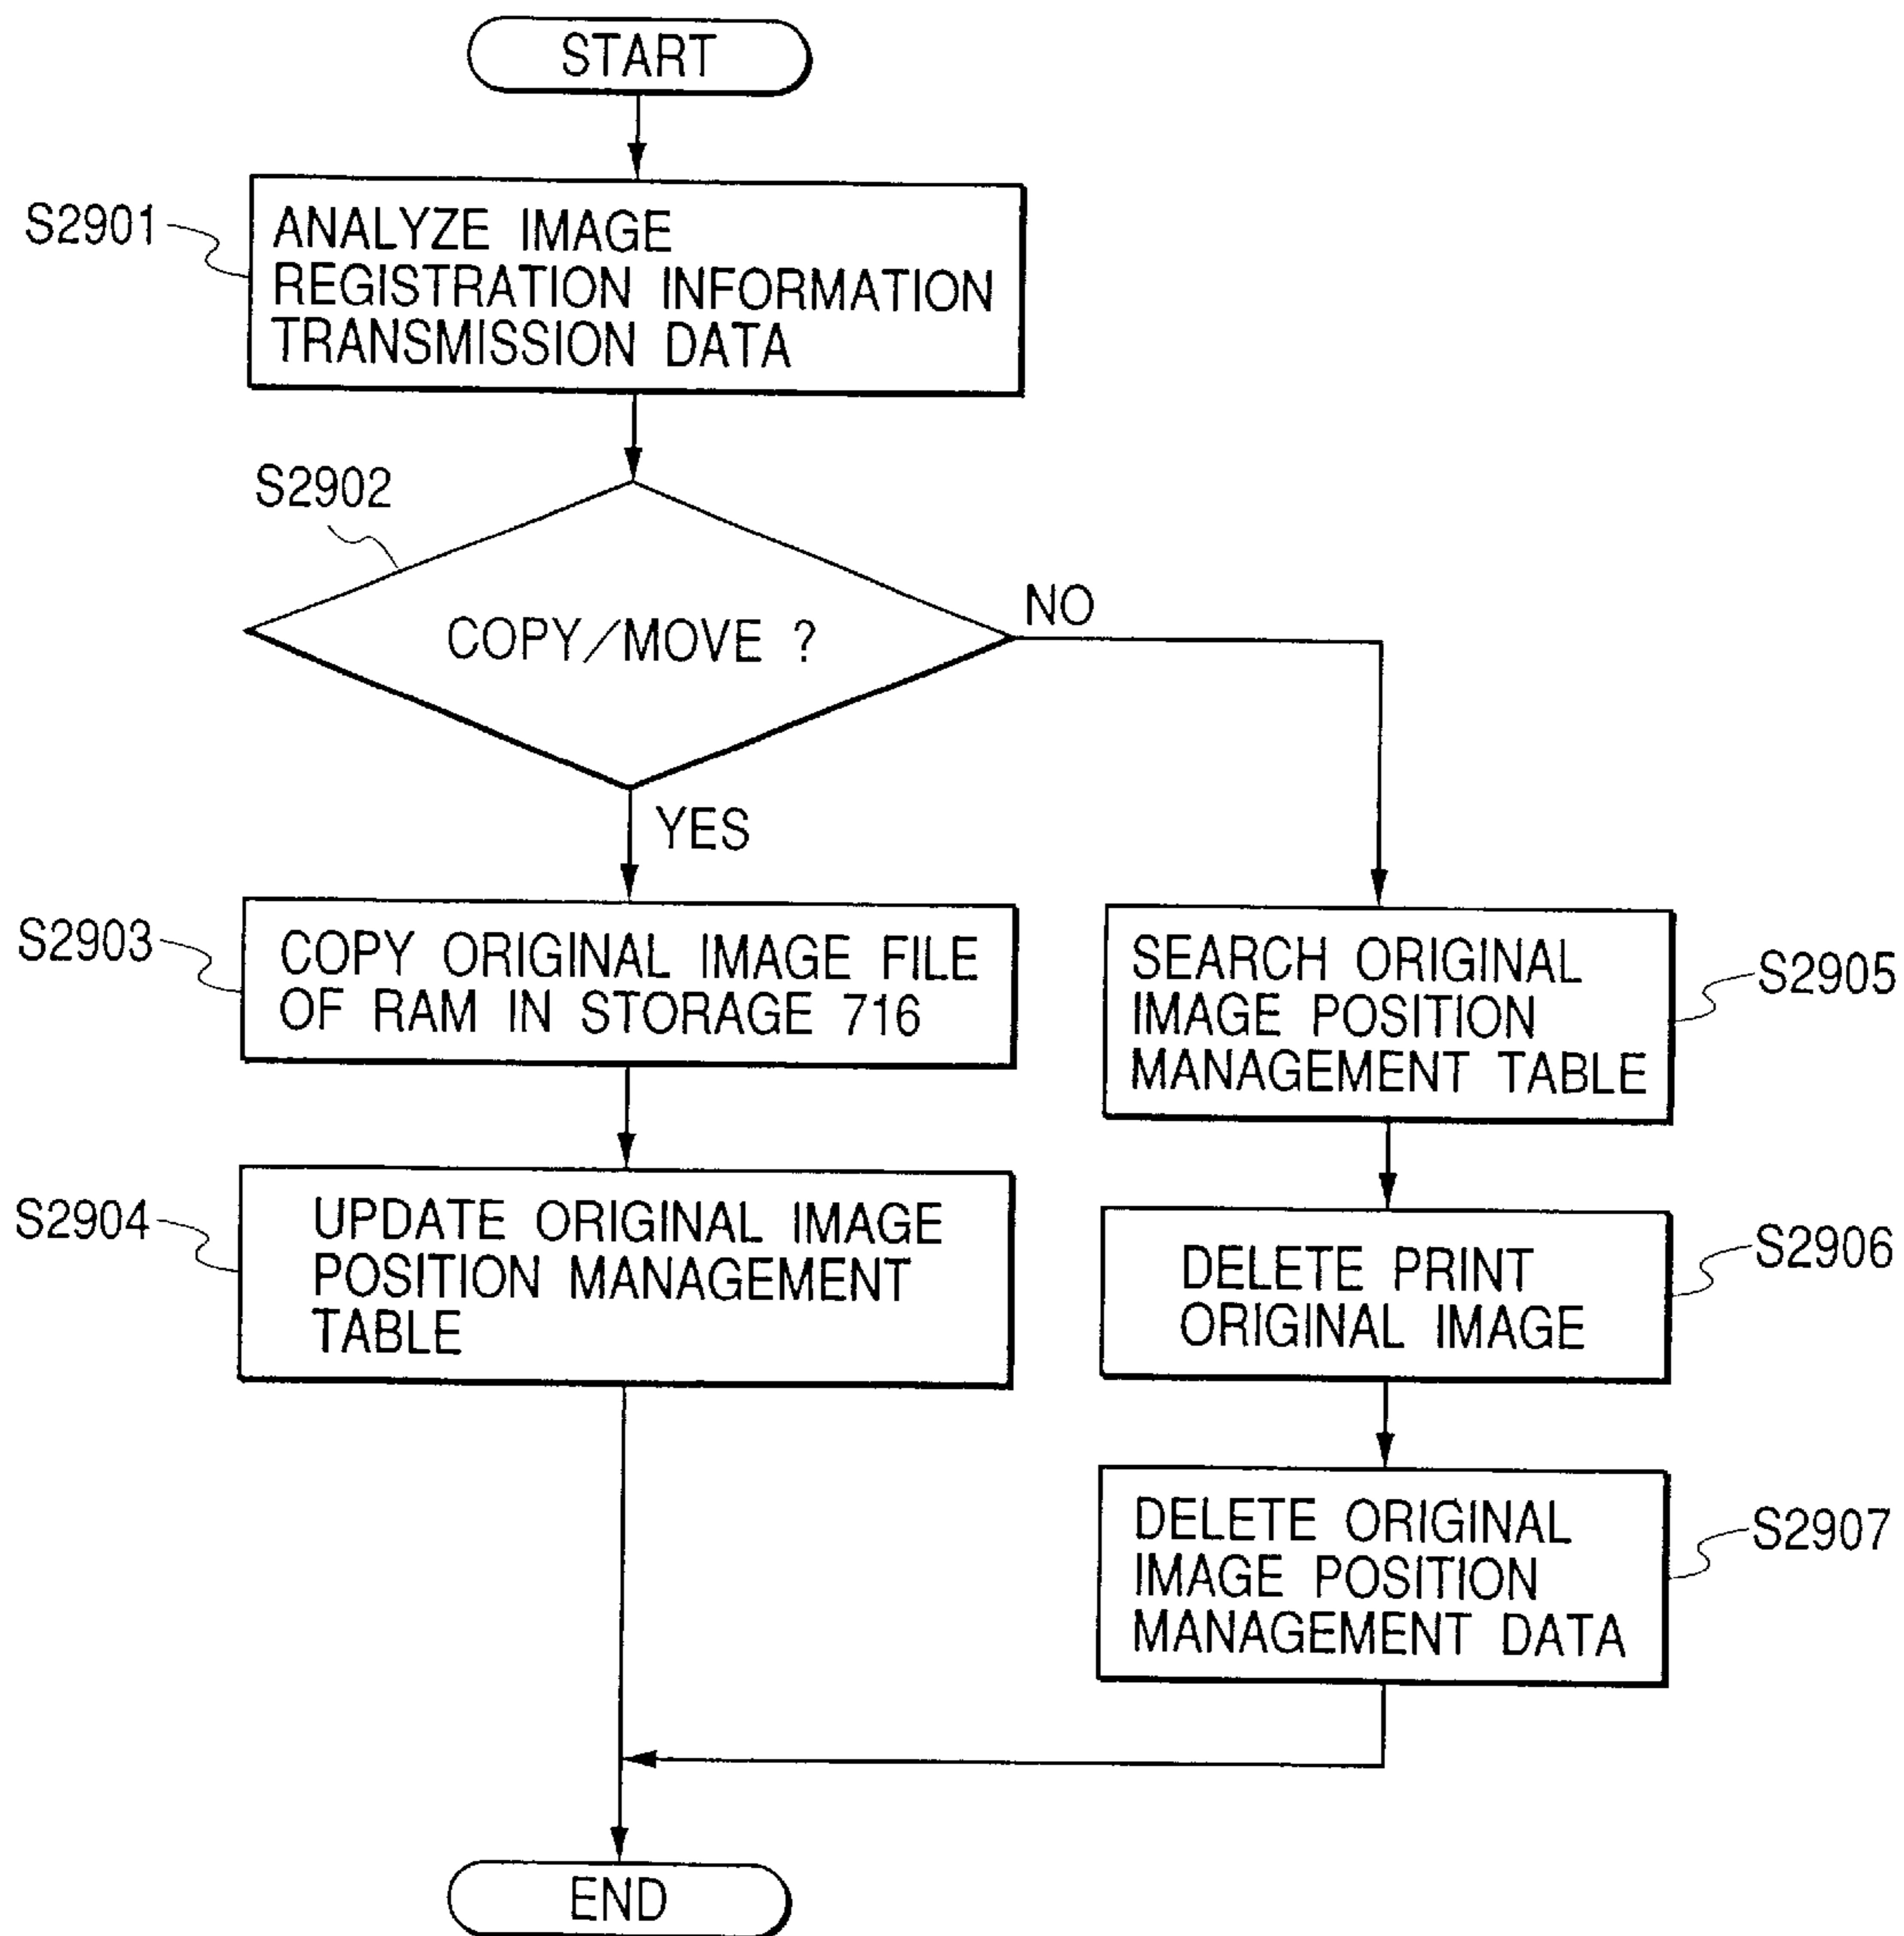 START
S2901
ANALYZE IMAGE
REGISTRATION INFORMATION
TRANSMISSION DATA
S2902
COPY/MOVE ?
NO
YES
S2903
COPY ORIGINAL IMAGE FILE
OF RAM IN STORAGE 716
SEARCH ORIGINAL
IMAGE POSITION
MANAGEMENT TABLE
S2905
S2904
UPDATE ORIGINAL IMAGE
POSITION MANAGEMENT
TABLE
DELETE PRINT
ORIGINAL IMAGE
S2906
DELETE ORIGINAL
IMAGE POSITION
MANAGEMENT DATA
S2907
END